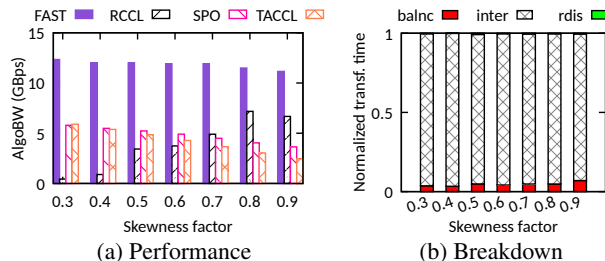 FAST RCCL SPO TACCL
AlgoBW (GBps)
15
10
5
0
0.3 0.4 0.5 0.6 0.7 0.8 0.9
Skewness factor
(a) Performance
balnc inter rdis
Normalized transf. time
1
0.5
0
0.3 0.4 0.5 0.6 0.7 0.8 0.9
Skewness factor
(b) Breakdown